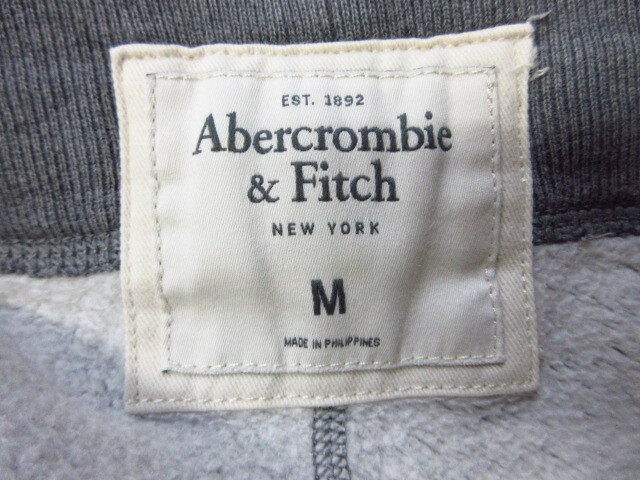 EST. 1892
Abercrombie
& Fitch
NEW YORK
M
MADE IN PHILIPPINES